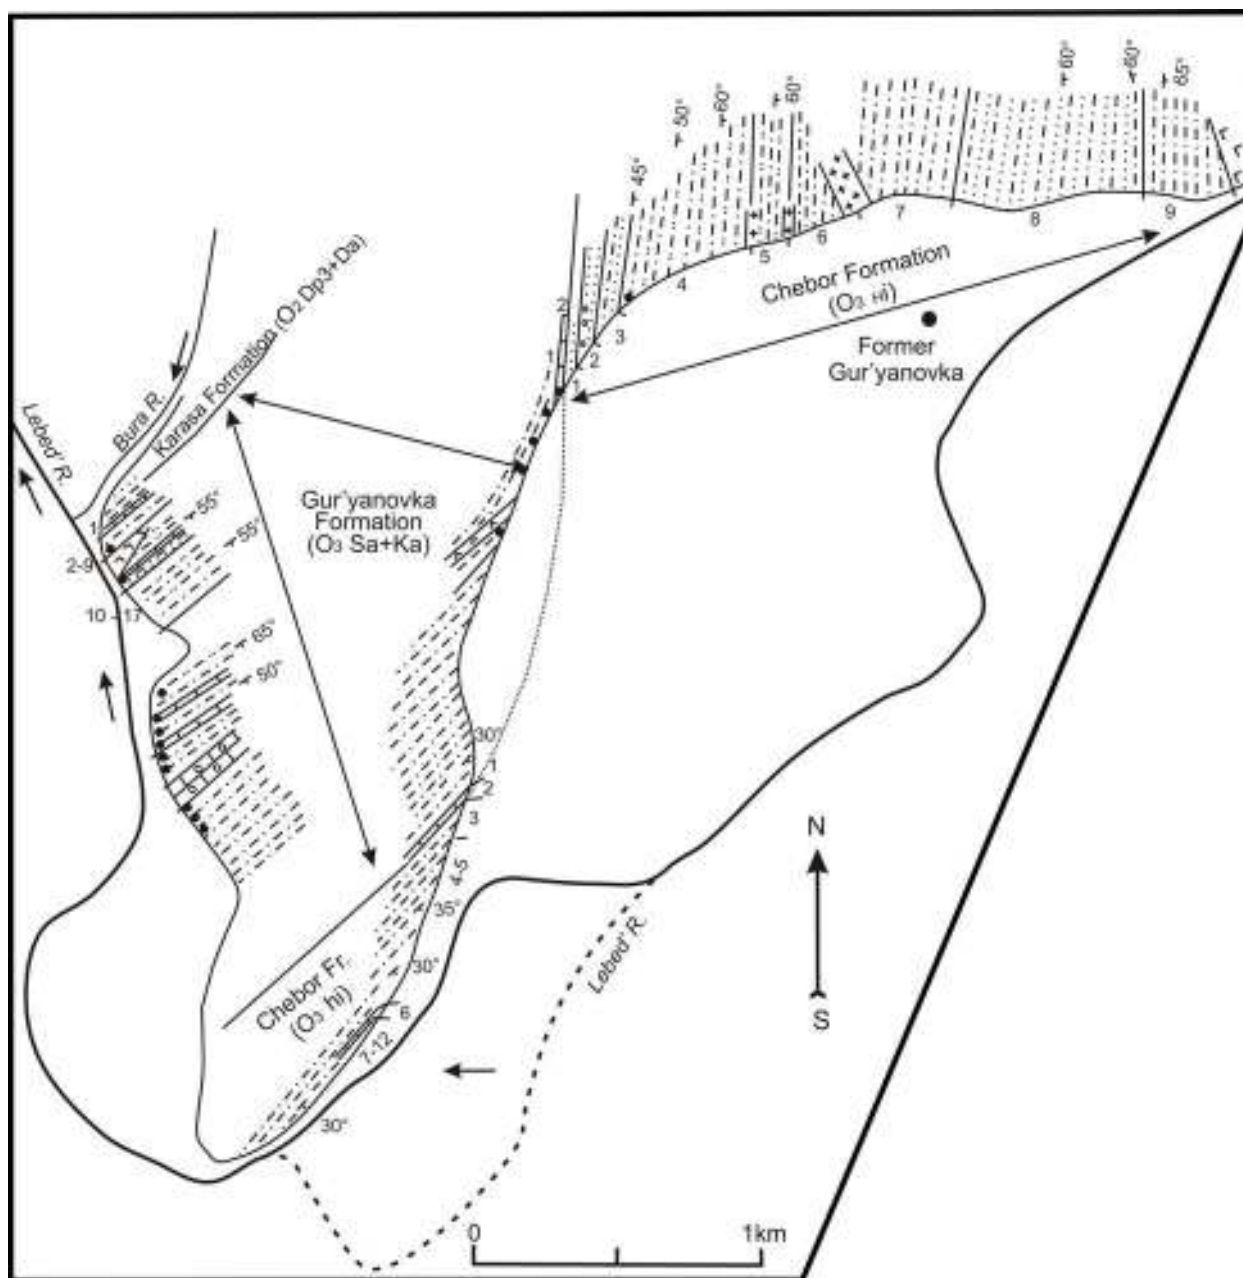 60°
60°
65°
60°
60°
50°
45°
7
8
9
6
5
4
Chebor Formation
(O3 HI)
Former
Gur'yanovka
2
3
2
1
1
Karasa Formation (O2 Dp3+Da)
Bura R.
Lebed' R.
Gur'yanovka
Formation
(O3 Sa+Ka)
55°
55°
1
2-9
10 - 17
65°
50°
30°
1
2
3
4-5
35°
30°
Chebor Fr.
(O3 hi)
6
7-12
30°
Lebed' R.
N
S
0
1km